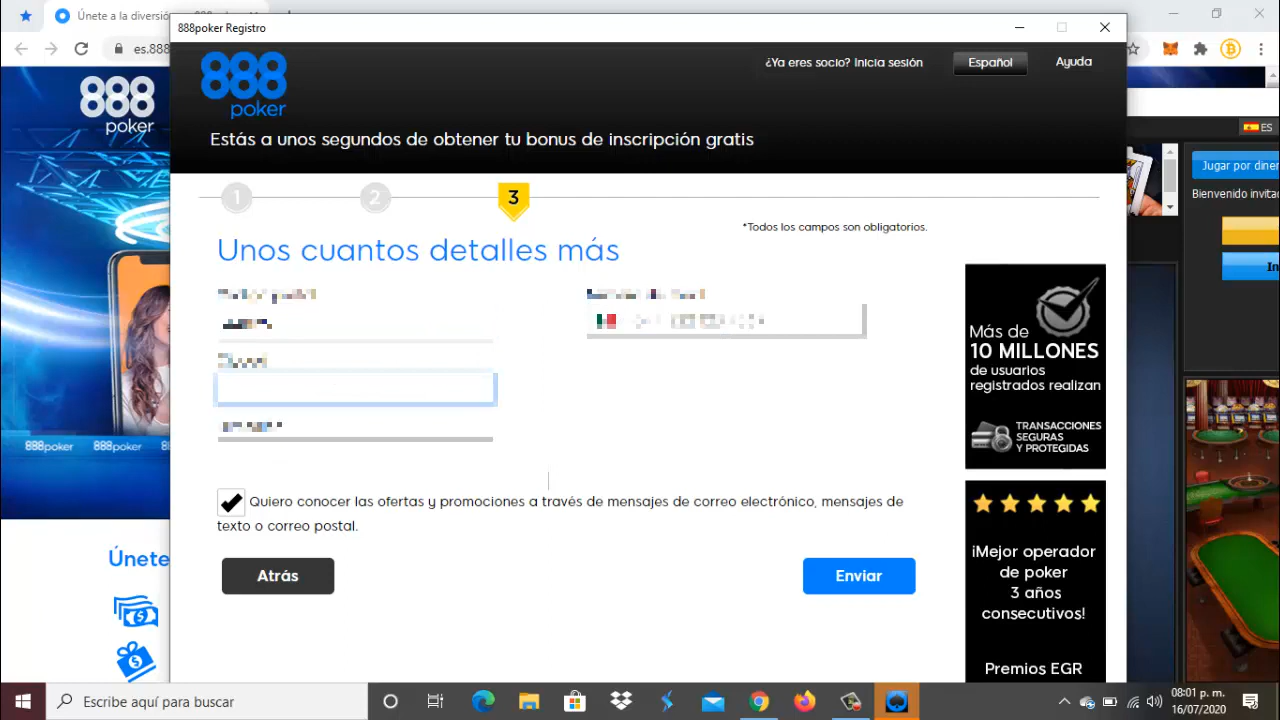 Únete a la diversió
es.888
888poker Registro
888
poker
¿Ya eres socio? Inicia sesión
Español
Ayuda
Estás a unos segundos de obtener tu bonus de inscripción gratis
888
poker
ES
Jugar por diner
Bienvenido invita
In
1
2
3
*Todos los campos son obligatorios.
Unos cuantos detalles más
Más de
10 MILLONES
de usuarios
registrados realizan
TRANSACCIONES
SEGURAS
Y PROTEGIDAS
888poker
888poker
Quiero conocer las ofertas y promociones a través de mensajes de correo electrónico, mensajes de
texto o correo postal.
Atrás
Enviar
¡Mejor operador
de poker
3 años
consecutivos!
Premios EGR
Únete
Escribe aquí para buscar
08:01 p. m.
16/07/2020